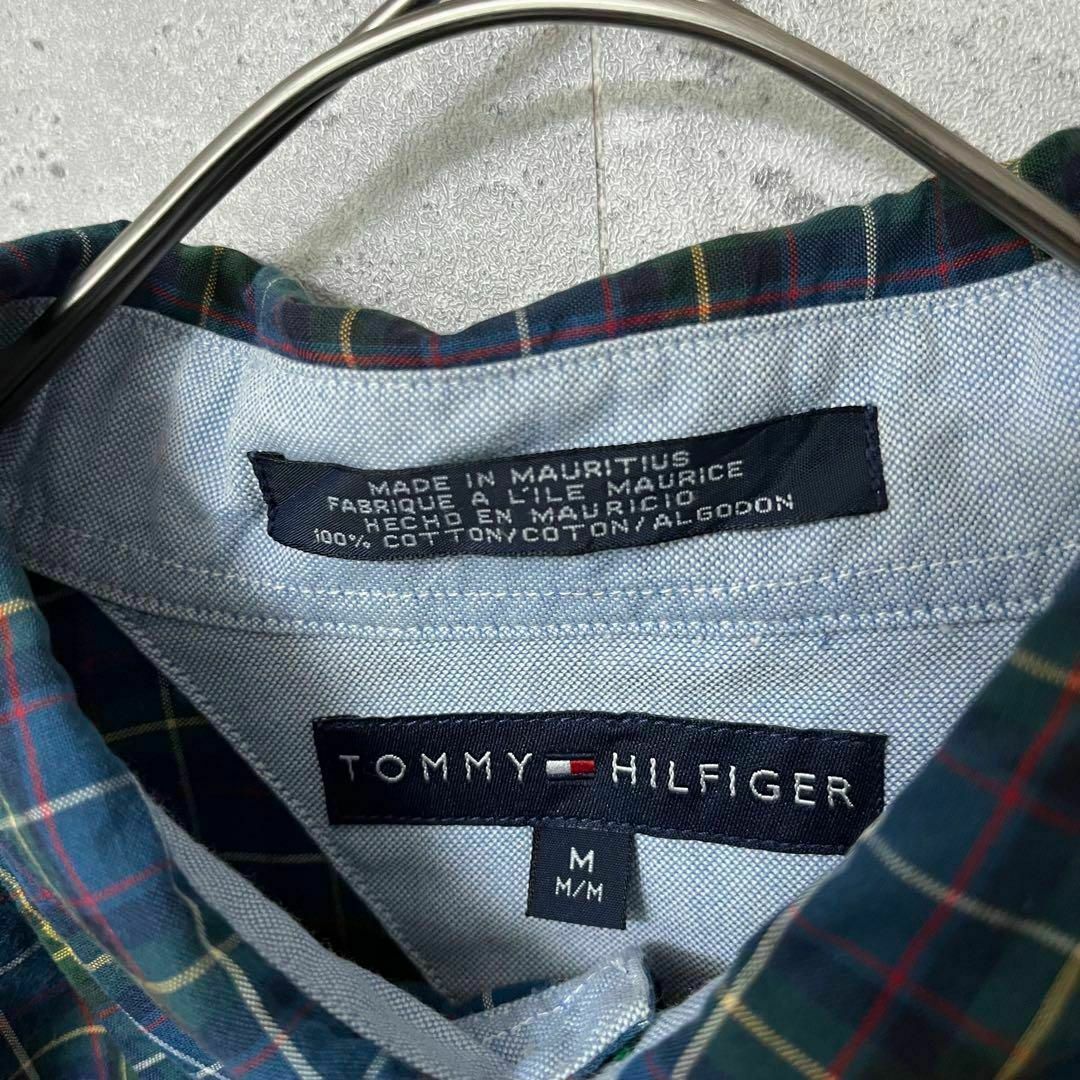 MADE IN MAURITIUS
FABRIQUE A L'ILE MAURICE
HECHO EN MAURICIO
100% COTTON/COTON/ALGODON
TOMMY HILFIGER
M
M/M